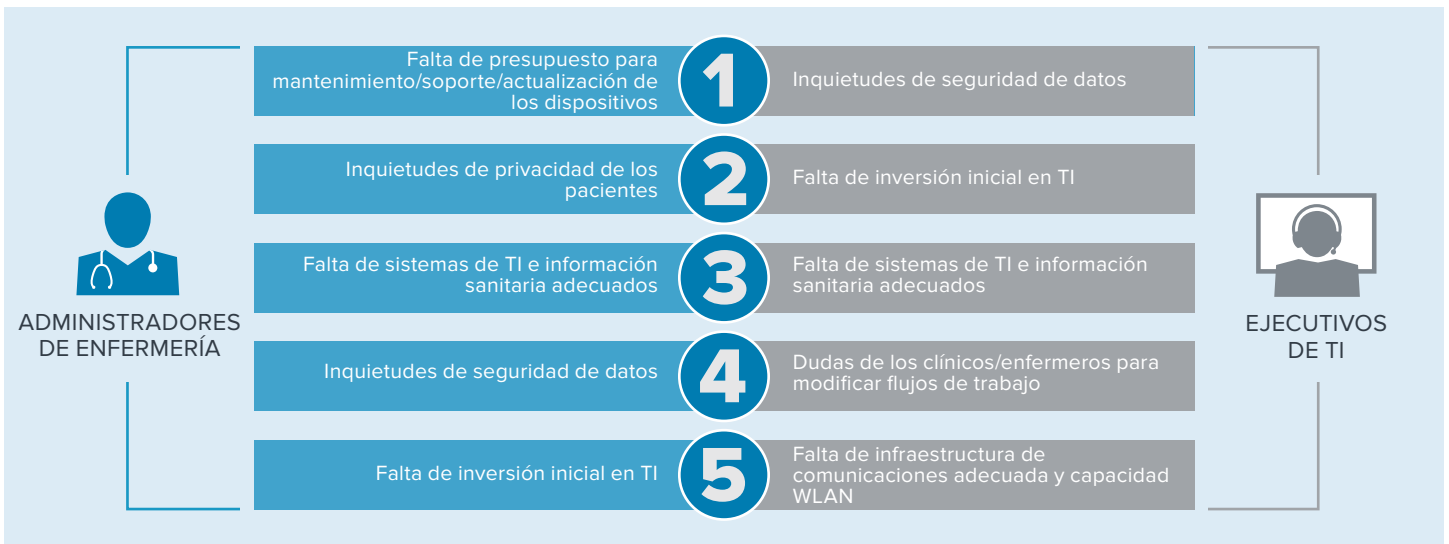 Falta de presupuesto para
mantenimiento/soporte/actualización de
los dispositivos
1
Inquietudes de seguridad de datos
Inquietudes de privacidad de los
pacientes
2
Falta de inversión inicial en TI
ADMINISTRADORES
DE ENFERMERÍA
Falta de sistemas de TI e información
sanitaria adecuados
3
Falta de sistemas de TI e información
sanitaria adecuados
EJECUTIVOS
DE TI
Inquietudes de seguridad de datos
4
Dudas de los clínicos/enfermeros para
modificar flujos de trabajo
Falta de inversión inicial en TI
5
Falta de infraestructura de
comunicaciones adecuada y capacidad
WLAN